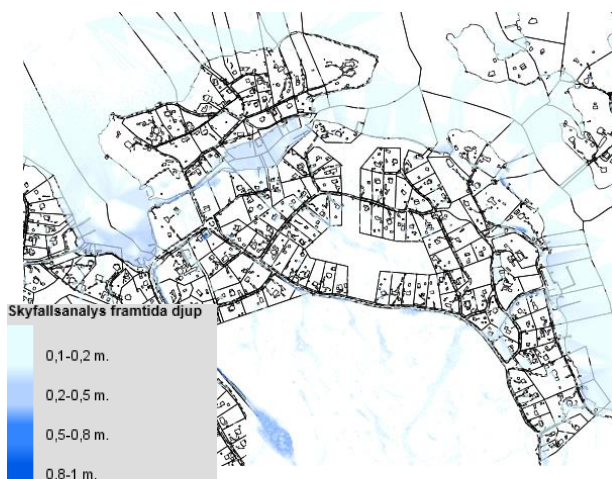 Skyfallsanalys framtida djup
0,1-0,2 m.
0,2-0,5 m.
0,5-0,8 m.
0,8-1 m.